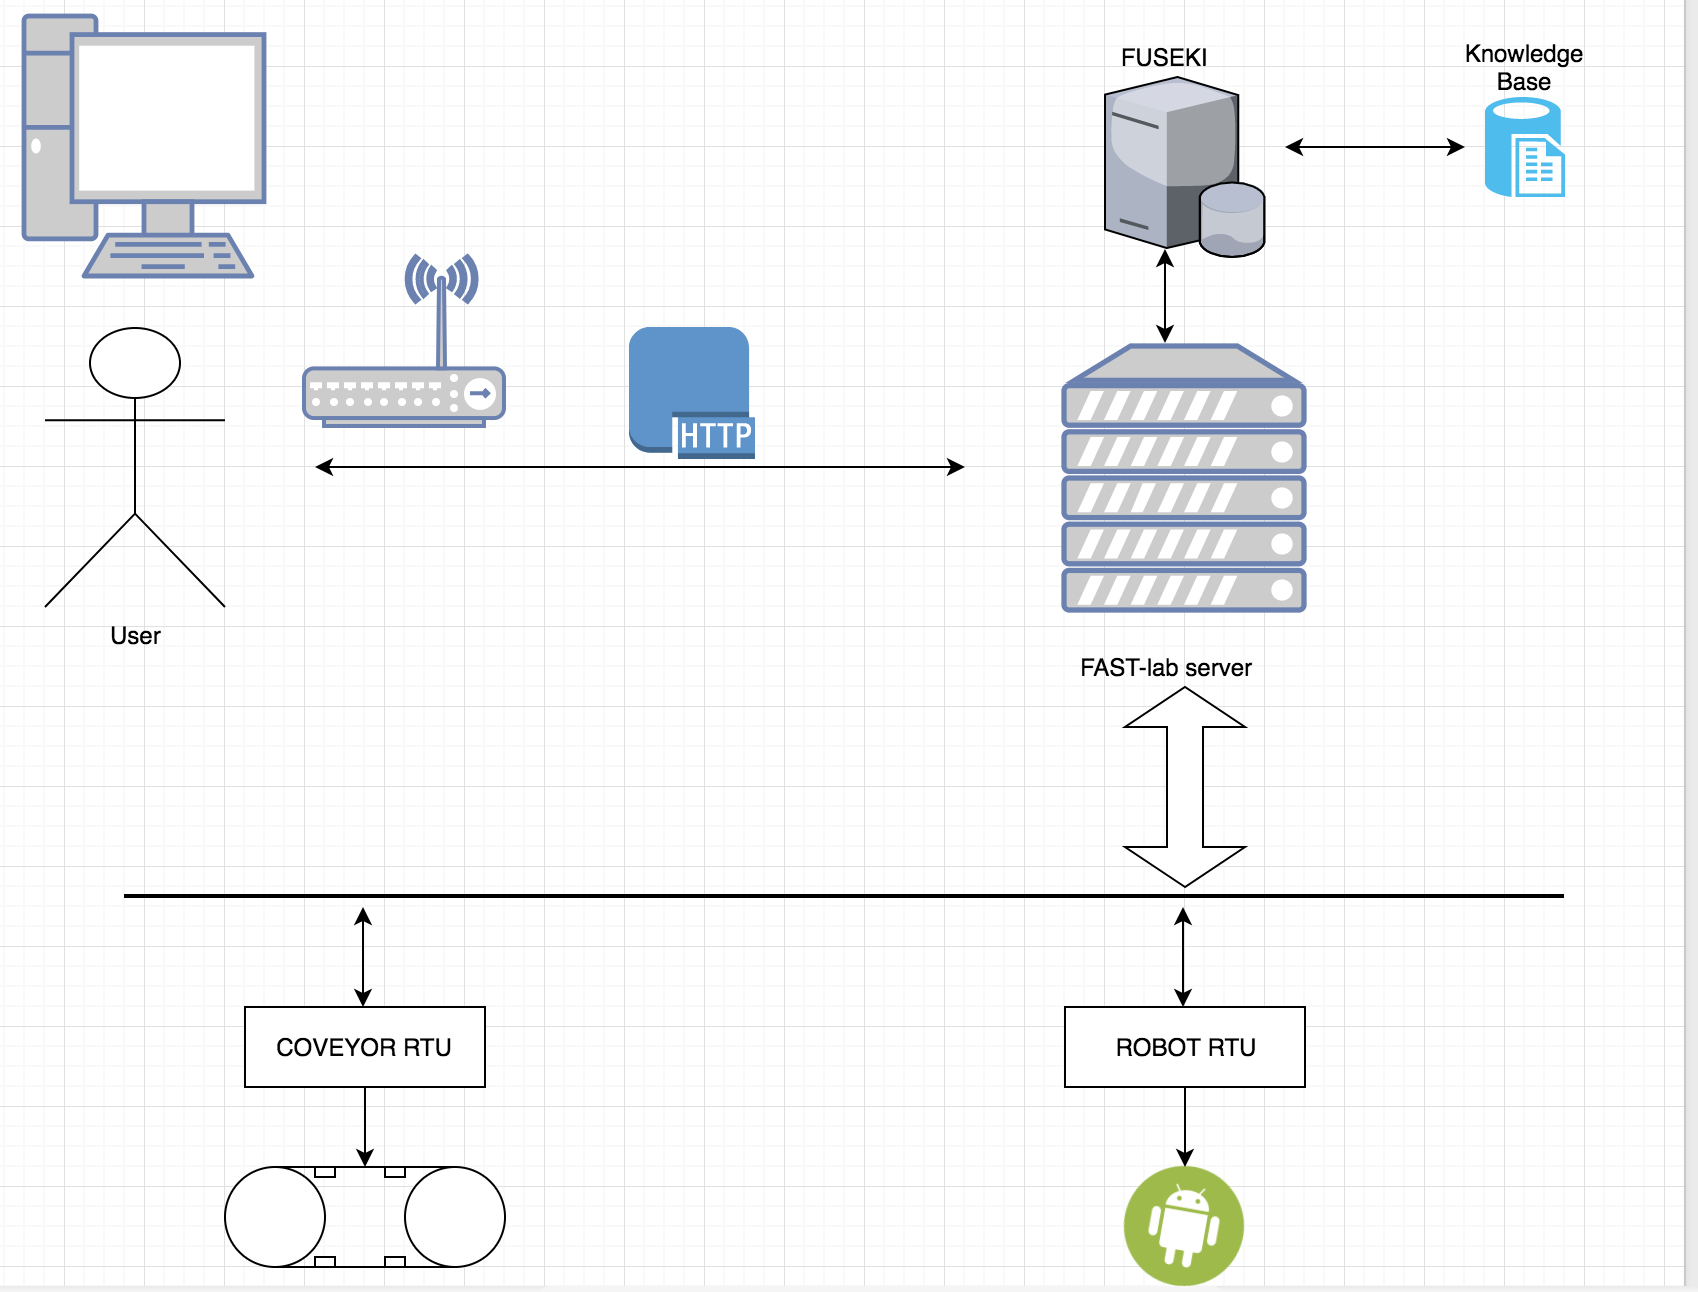 FUSEKI
Knowledge
Base
HTTP
User
FAST-lab server
COVEYOR RTU
ROBOT RTU